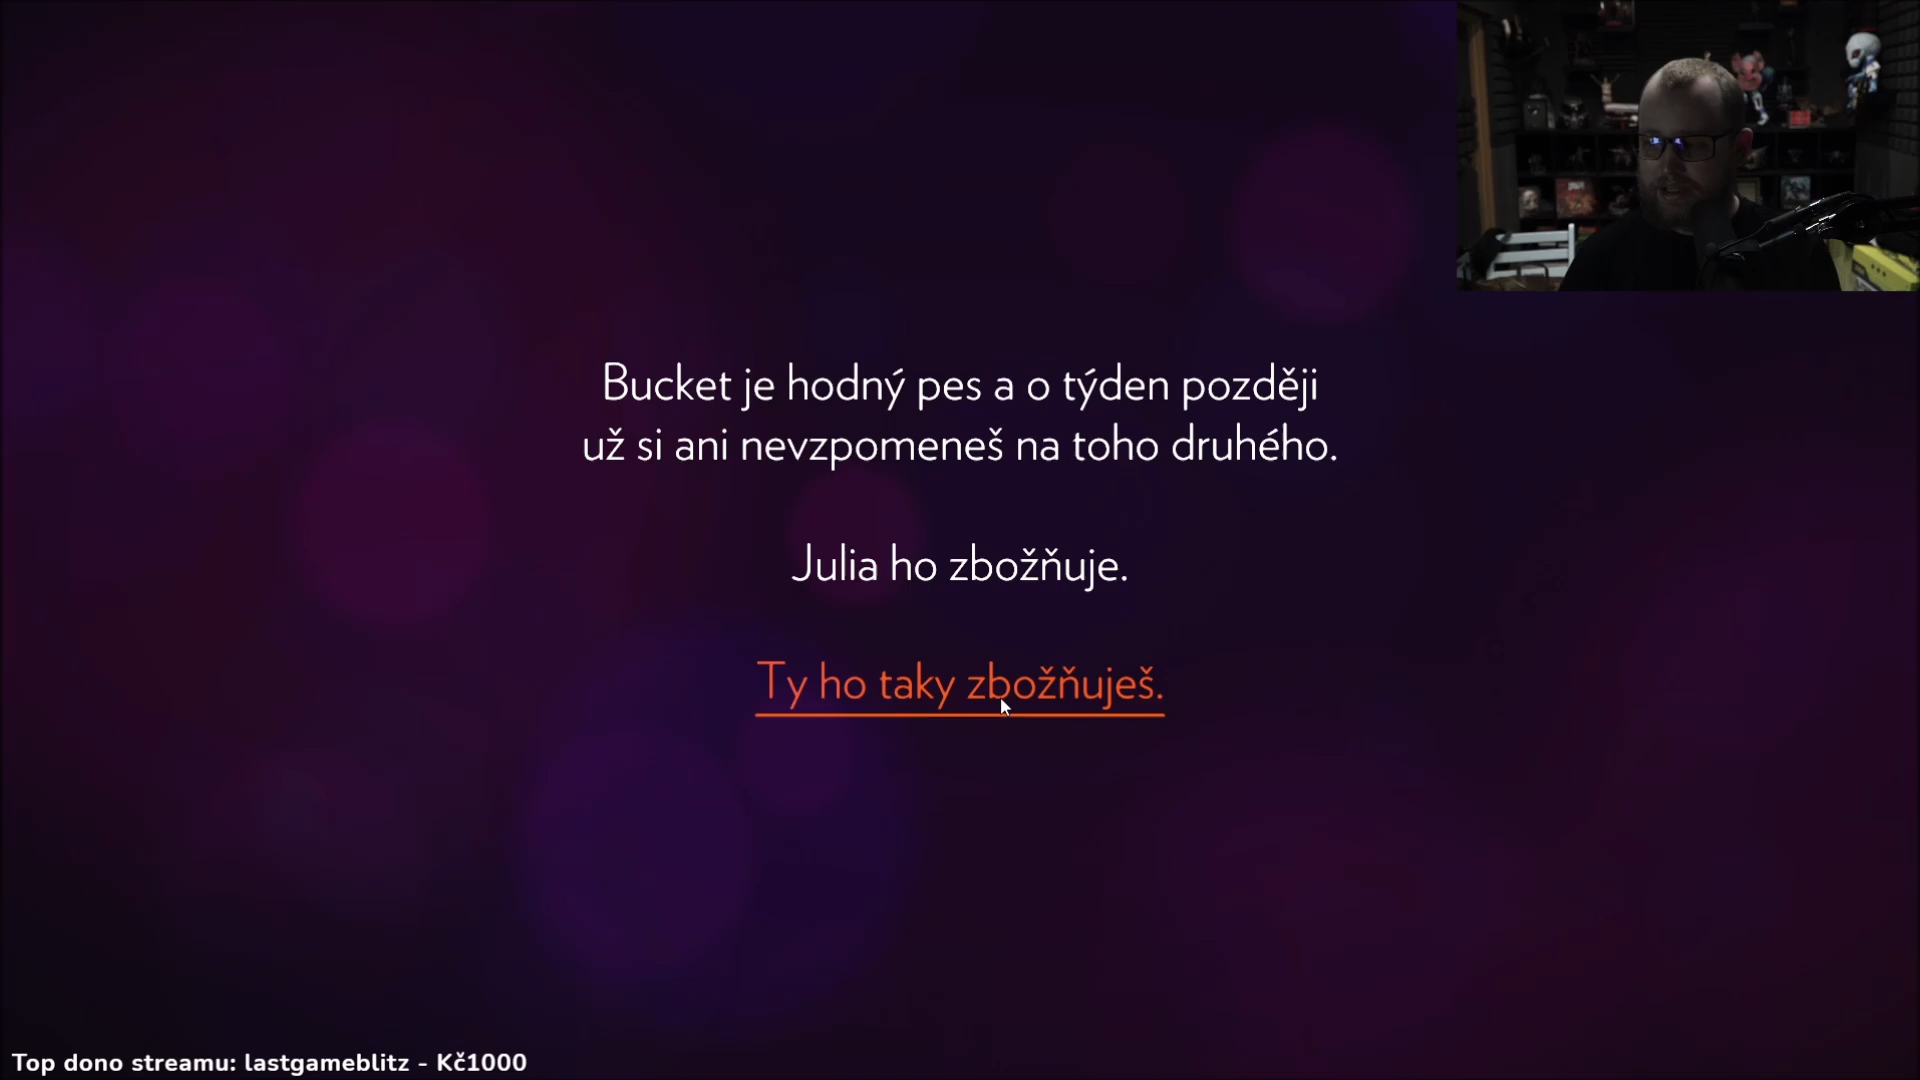 Bucket je hodný pes a o týden později
už si ani nevzpomeneš na toho druhého.
Julia ho zbožňuje.
Ty ho taky zbožňuješ.
Top dono streamu: lastgameblitz - Kč1000